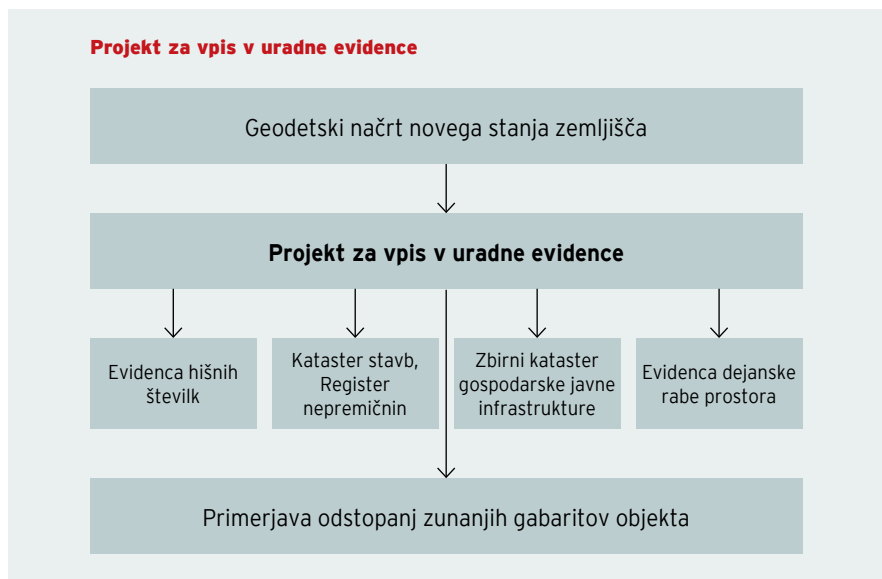 Projekt za vpis v uradne evidence
Geodetski načrt novega stanja zemljišča
Projekt za vpis v uradne evidence
Evidenca hišnih
številk
Kataster stavb,
Register
nepremičnin
Zbirni kataster
gospodarske javne
infrastrukture
Evidenca dejanske
rabe prostora
Primerjava odstopanj zunanjih gabaritov objekta